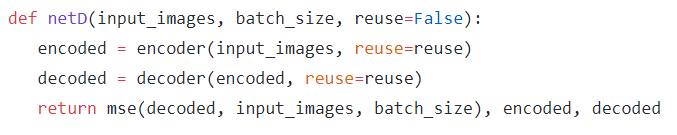 def netD(input_images, batch_size, reuse=False):
    encoded = encoder(input_images, reuse=reuse)
    decoded = decoder(encoded, reuse=reuse)
    return mse(decoded, input_images, batch_size), encoded, decoded